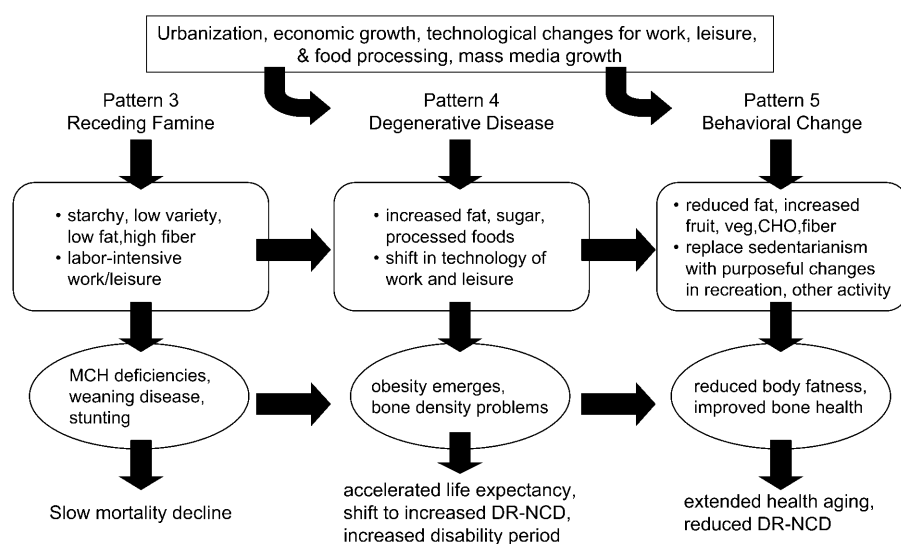 Urbanization, economic growth, technological changes for work, leisure,
& food processing, mass media growth
Pattern 3
Receding Famine
Pattern 4
Degenerative Disease
Pattern 5
Behavioral Change
• starchy, low variety,
low fat,high fiber
• labor-intensive
work/leisure
• increased fat, sugar,
processed foods
• shift in technology of
work and leisure
• reduced fat, increased
fruit, veg,CHO,fiber
• replace sedentarianism
with purposeful changes
in recreation, other activity
MCH deficiencies,
weaning disease,
stunting
obesity emerges,
bone density problems
reduced body fatness,
improved bone health
Slow mortality decline
accelerated life expectancy,
shift to increased DR-NCD,
increased disability period
extended health aging,
reduced DR-NCD